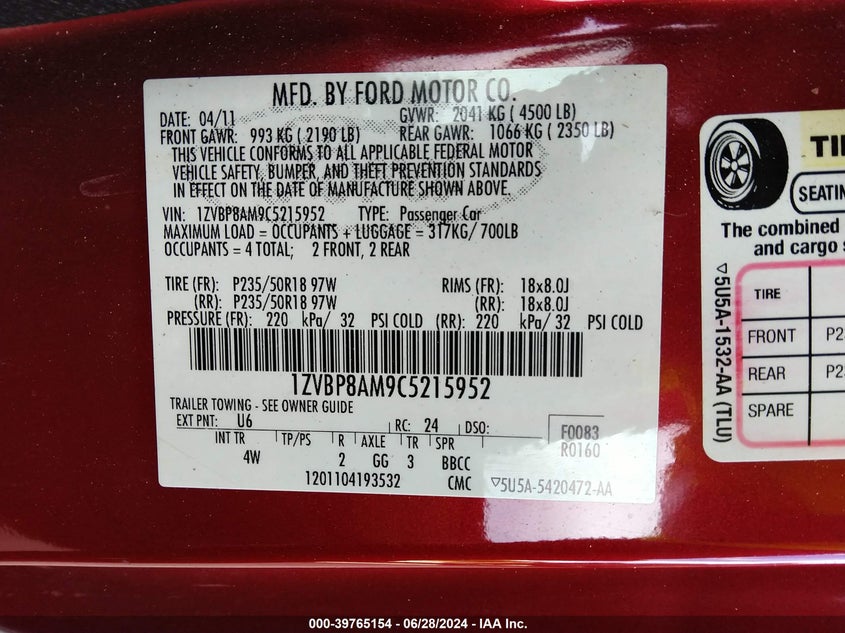 MFD. BY FORD MOTOR CO.
DATE: 04/11 GVWR: 2041 KG ( 4500 LB)
FRONT GAWR: 993 KG ( 2190 LB) REAR GAWR: 1066 KG ( 2350 LB)
THIS VEHICLE CONFORMS TO ALL APPLICABLE FEDERAL MOTOR
VEHICLE SAFETY, BUMPER, AND THEFT PREVENTION STANDARDS
IN EFFECT ON THE DATE OF MANUFACTURE SHOWN ABOVE.
VIN: 1ZVBP8AM9C5215952 TYPE: Passenger Car
MAXIMUM LOAD = OCCUPANTS + LUGGAGE = 317KG/ 700LB
OCCUPANTS = 4 TOTAL; 2 FRONT, 2 REAR
TIRE (FR): P235/50R18 97W RIMS (FR): 18x8.0J
(RR): P235/50R18 97W (RR): 18x8.0J
PRESSURE (FR): 220 kPa/ 32 PSI COLD (RR): 220 kPa/ 32 PSI COLD
1ZVBP8AM9C5215952
TRAILER TOWING - SEE OWNER GUIDE
EXT PNT: U6 RC: 24 DSO: F0083
INT TR TP/PS R AXLE TR SPR R0160
4W 2 GG 3 BBCC
1201104193532 CMC ▽5U5A-5420472-AA
TI
SEATIN
The combined
and cargo
TIRE
FRONT P2
REAR P2
SPARE
▽5U5A-1532-AA (TLU)
000-39765154 - 06/28/2024 - IAA Inc.